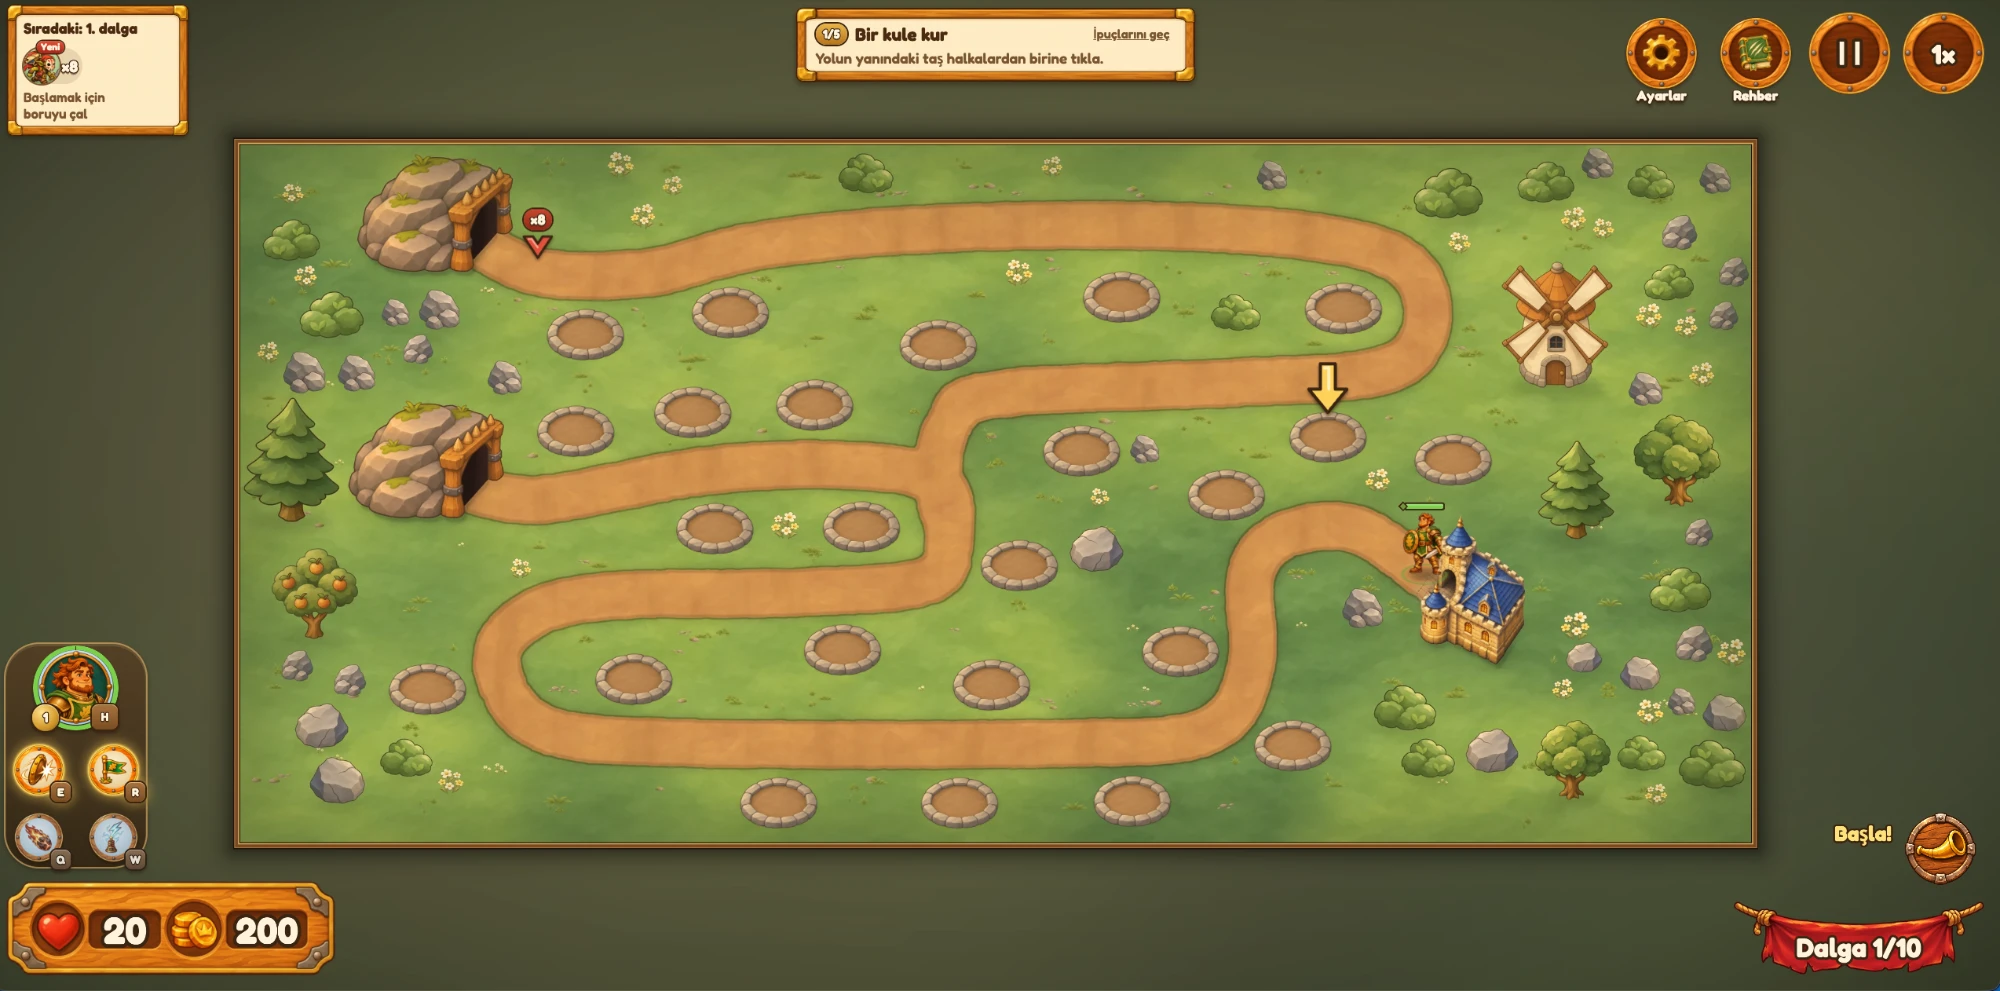 Sıradaki: 1. dalga
Yeni
x8
Başlamak için
boruyu çal
1/5 Bir kule kur İpuçlarını geç
Yolun yanındaki taş halkalardan birine tıkla.
1x
Ayarlar Rehber
x8
1 H
E R
Q W
20 200
Başla!
Dalga 1/10